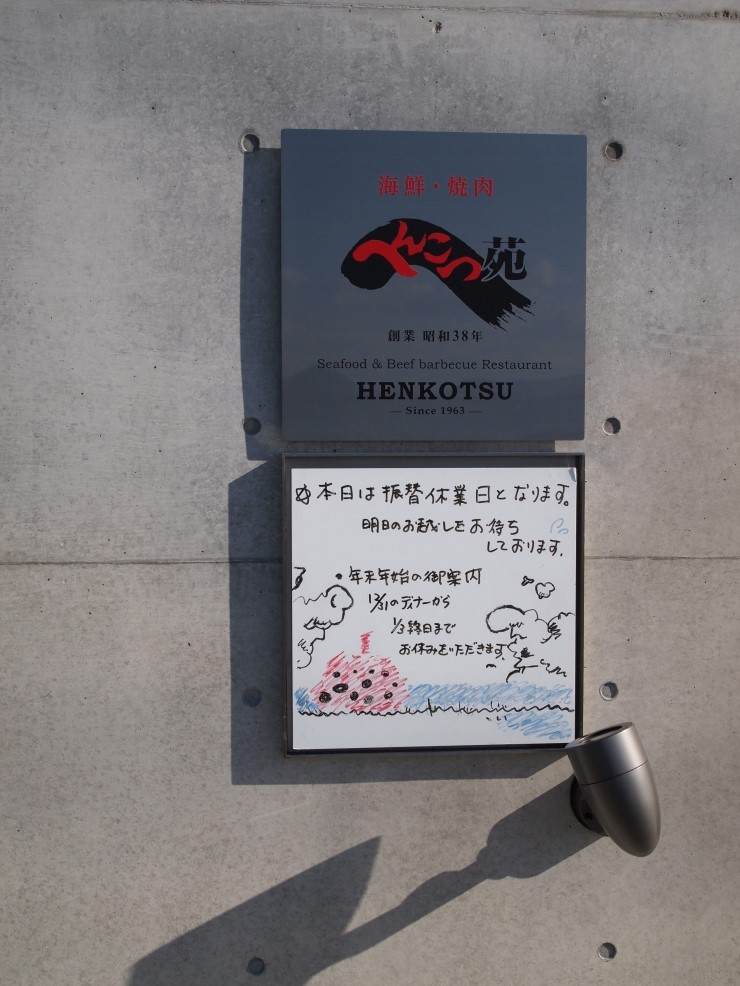 海鮮・焼肉
へんこつ苑
創業 昭和38年
Seafood & Beef barbecue Restaurant
HENKOTSU
— Since 1963 —
本日は振替休業日となります。
明日のお越しをお待ち
しております。
・年末年始の御案内
12/31のディナーから
1/3終日まで
お休みをいただきます。